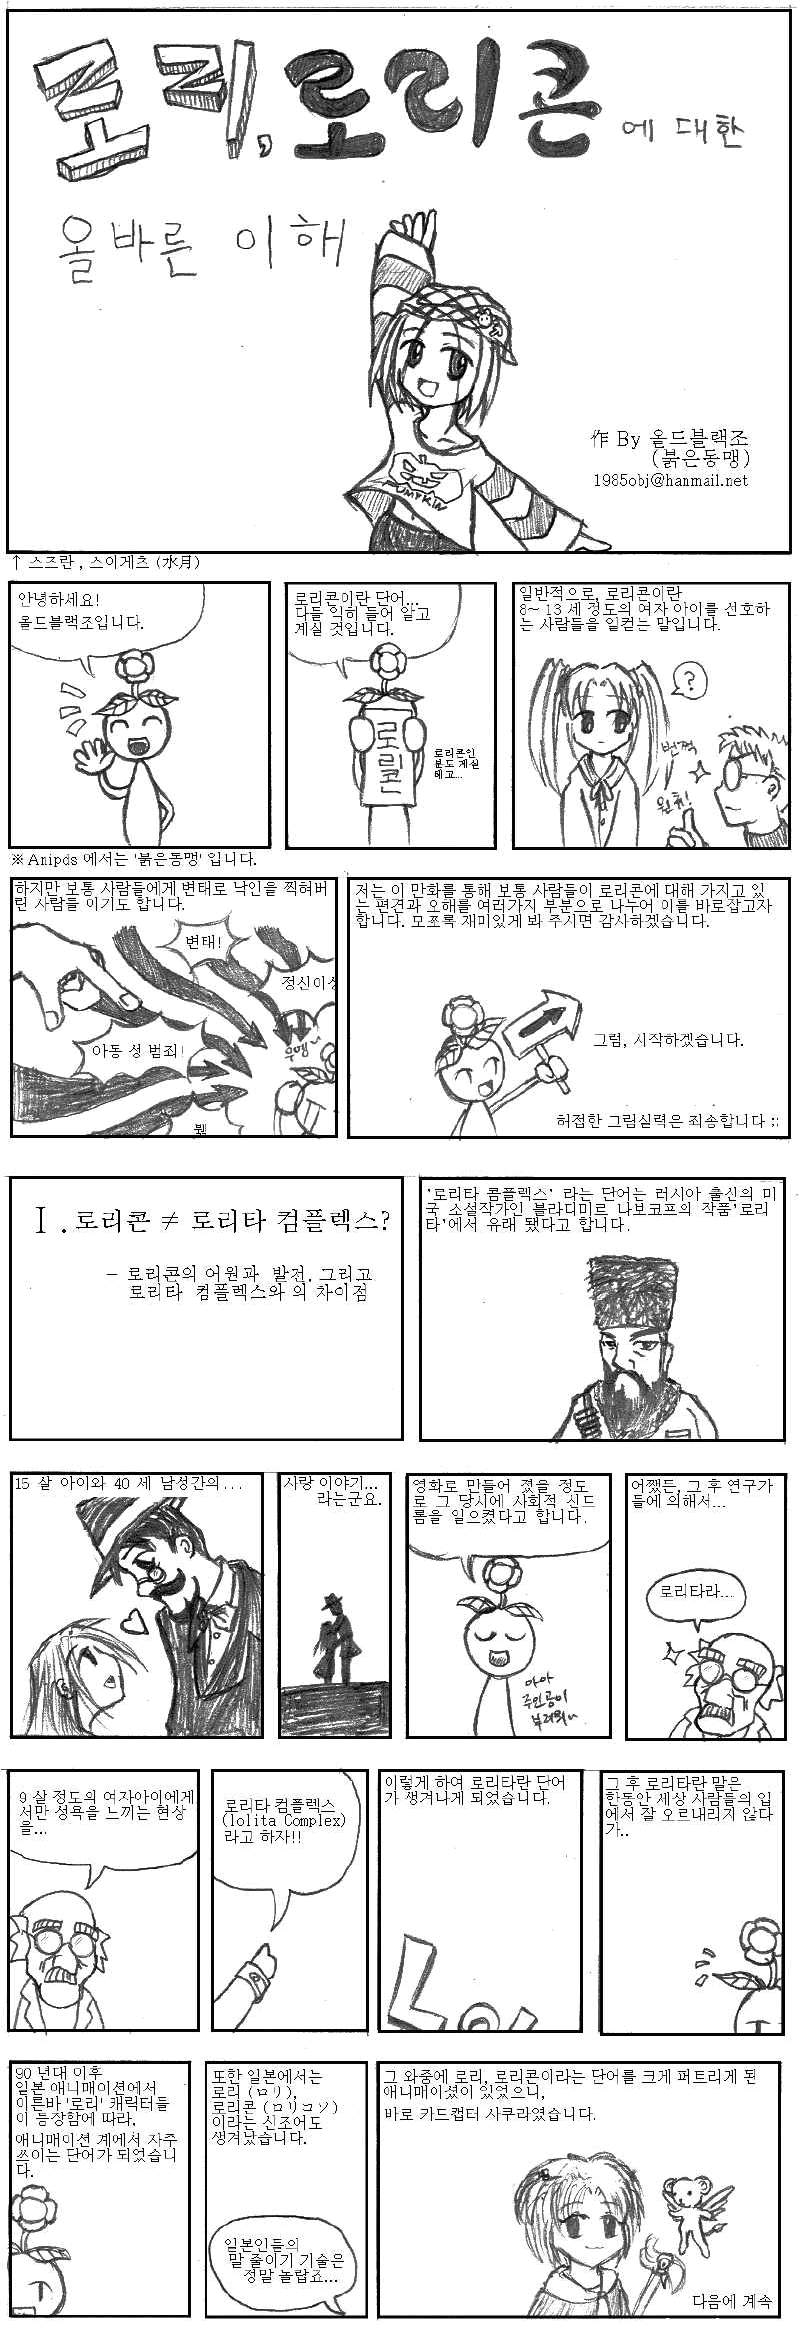 로리, 로리콘 에 대한
올바른 이해
作 By 올드블랙조
(붉은동맹)
1985obj@hanmail.net
PUMPKIN
↑ 스즈란 , 스이게츠 (水月)
안녕하세요!
올드블랙조입니다.
로리콘이란 단어...
다들 익히 들어 알고
계실 것입니다.
로리콘
로리콘인
분도 계실
테고...
일반적으로, 로리콘이란
8~ 13 세 정도의 여자 아이를 선호하
는 사람들을 일컫는 말입니다.
?
번쩍
※ Anipds 에서는 '붉은동맹' 입니다.
하지만 보통 사람들에게 변태로 낙인을 찍혀버
린 사람들 이기도 합니다.
변태!
정신이상
아동 성 범죄!
우엥~
뷁
저는 이 만화를 통해 보통 사람들이 로리콘에 대해 가지고 있
는 편견과 오해를 여러가지 부분으로 나누어 이를 바로잡고자
합니다. 모쪼록 재미있게 봐 주시면 감사하겠습니다.
그럼, 시작하겠습니다.
허접한 그림실력은 죄송합니다 ;;
Ⅰ . 로리콘 ≠ 로리타 컴플렉스?
- 로리콘의 어원과 발전. 그리고
로리타 컴플렉스와 의 차이점
'로리타 콤플렉스' 라는 단어는 러시아 출신의 미
국 소설작가인 블라디미르 나보코프의 작품'로리
타'에서 유래 됐다고 합니다.
15 살 아이와 40 세 남성간의...
사랑 이야기...
라는군요.
영화로 만들어 졌을 정도
로 그 당시에 사회적 신드
롬을 일으켰다고 합니다.
아아
주인공이
부러워~
어쨌든, 그 후 연구가
들에 의해서...
로리타라...
9 살 정도의 여자아이에게
서만 성욕을 느끼는 현상
을...
로리타 컴플렉스
(lolita Complex)
라고 하자!!
이렇게 하여 로리타란 단어
가 생겨나게 되었습니다.
Lol
그 후 로리타란 말은
한동안 세상 사람들의 입
에서 잘 오르내리지 않다
가..
90 년대 이후
일본 애니매이션에서
이른바 '로리' 캐릭터들
이 등장함에 따라.
애니매이션 계에서 자주
쓰이는 단어가 되었습니
다.
또한 일본에서는
로리 (ロリ),
로리콘 (ロリコソ)
이라는 신조어도
생겨났습니다.
일본인들의
말 줄이기 기술은
정말 놀랍죠...
그 와중에 로리, 로리콘이라는 단어를 크게 퍼트리게 된
애니매이셨이 있었으니,
바로 카드캡터 사쿠라였습니다.
다음에 계속